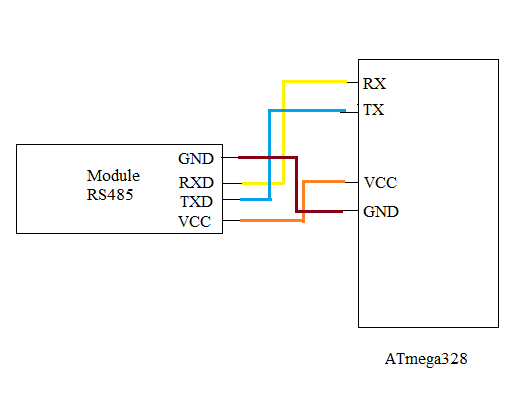 Module
RS485
GND
RXD
TXD
VCC
RX
TX
VCC
GND
ATmega328